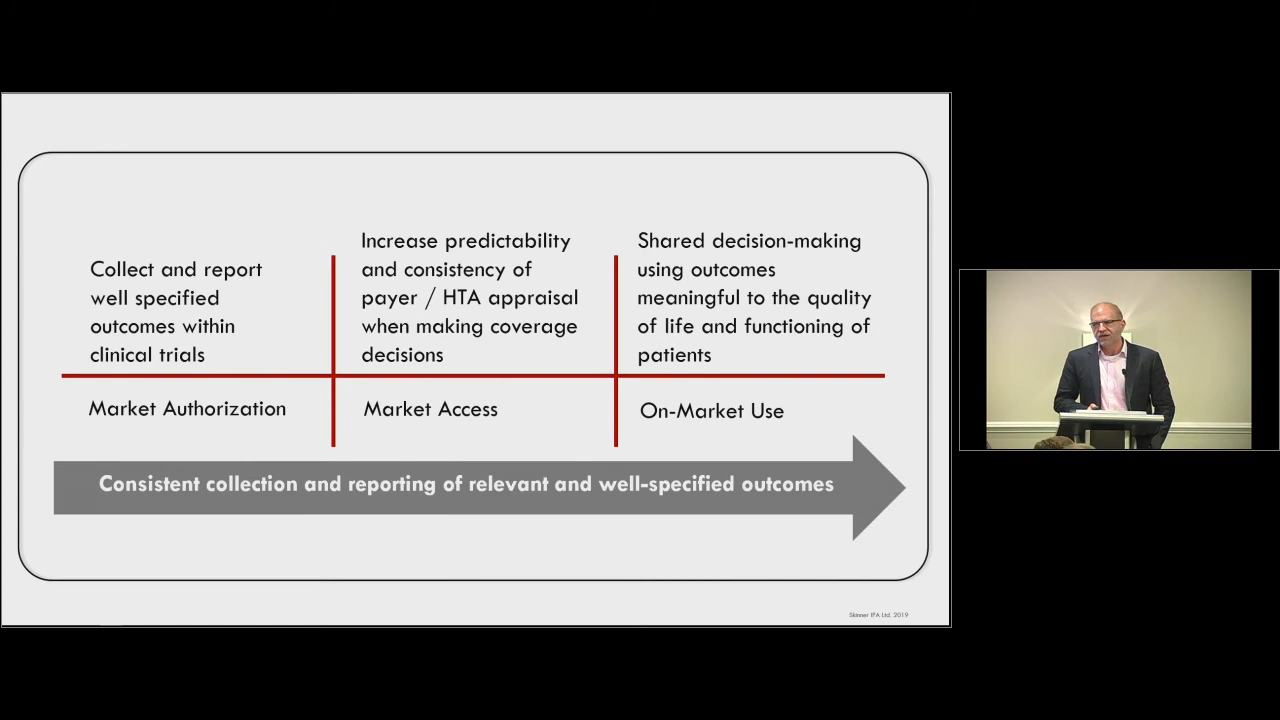 Collect and report
well specified
outcomes within
clinical trials
Increase predictability
and consistency of
payer / HTA appraisal
when making coverage
decisions
Shared decision-making
using outcomes
meaningful to the quality
of life and functioning of
patients
Market Authorization
Market Access
On-Market Use
Consistent collection and reporting of relevant and well-specified outcomes
Skinner IPA Ltd. 2019